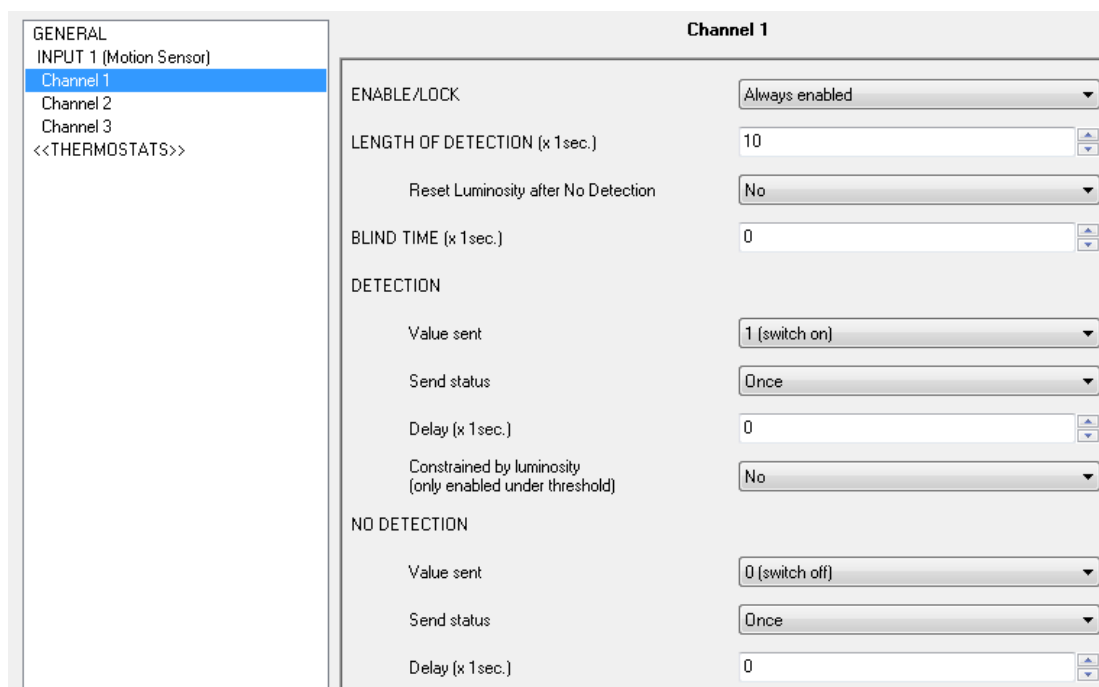 GENERAL
INPUT 1 (Motion Sensor)
Channel 1
Channel 2
Channel 3
<<THERMOSTATS>>
Channel 1
ENABLE/LOCK
Always enabled
LENGTH OF DETECTION (x 1sec.)
10
Reset Luminosity after No Detection
No
BLIND TIME (x 1sec.)
0
DETECTION
Value sent
1 (switch on)
Send status
Once
Delay (x 1sec.)
0
Constrained by luminosity
(only enabled under threshold)
No
NO DETECTION
Value sent
0 (switch off)
Send status
Once
Delay (x 1sec.)
0